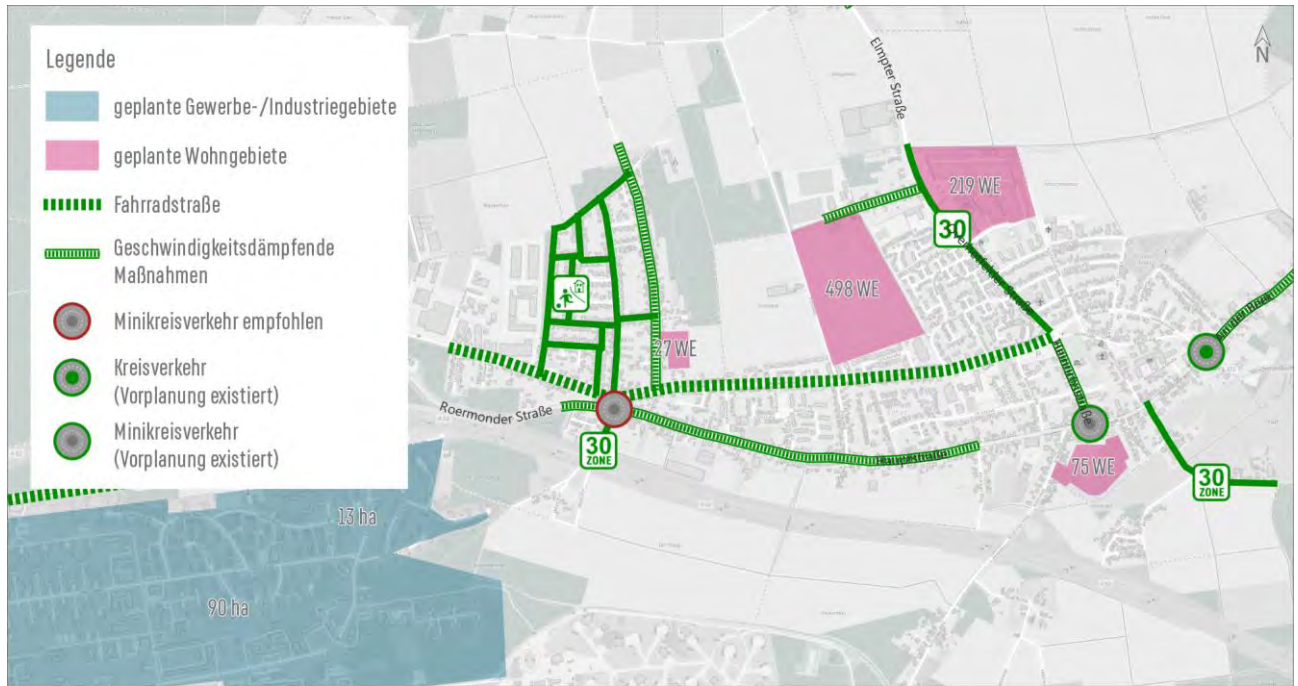 Legende
geplante Gewerbe-/Industriegebiete
geplante Wohngebiete
Fahrradstraße
Geschwindigkeitsdämpfende
Maßnahmen
Minikreisverkehr empfohlen
Kreisverkehr
(Vorplanung existiert)
Minikreisverkehr
(Vorplanung existiert)
N
Elmpter Straße
219 WE
30
498 WE
27 WE
Roermonder Straße
30
ZONE
Hauptstraße
75 WE
30
ZONE
13 ha
90 ha